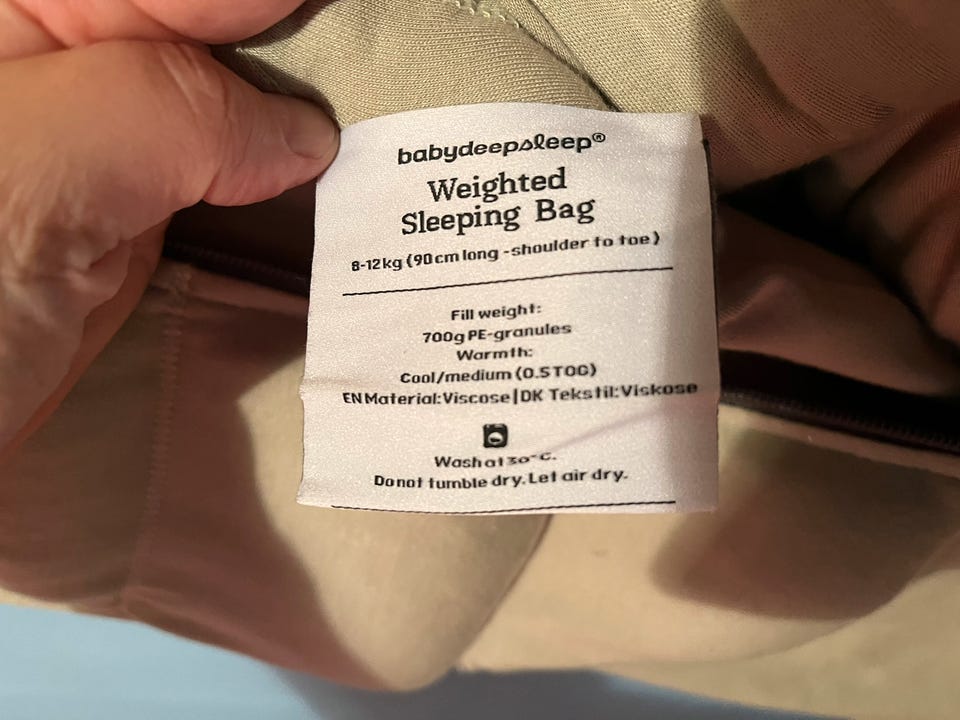 babydeepsleep®
Weighted
Sleeping Bag
8-12kg (90cm long -shoulder to toe)
Fill weight:
700g PE-granules
Warmth:
Cool/medium (0.5TOG)
EN Material: Viscose | DK Tekstil: Viskose
Wash at 30°C.
Do not tumble dry. Let air dry.